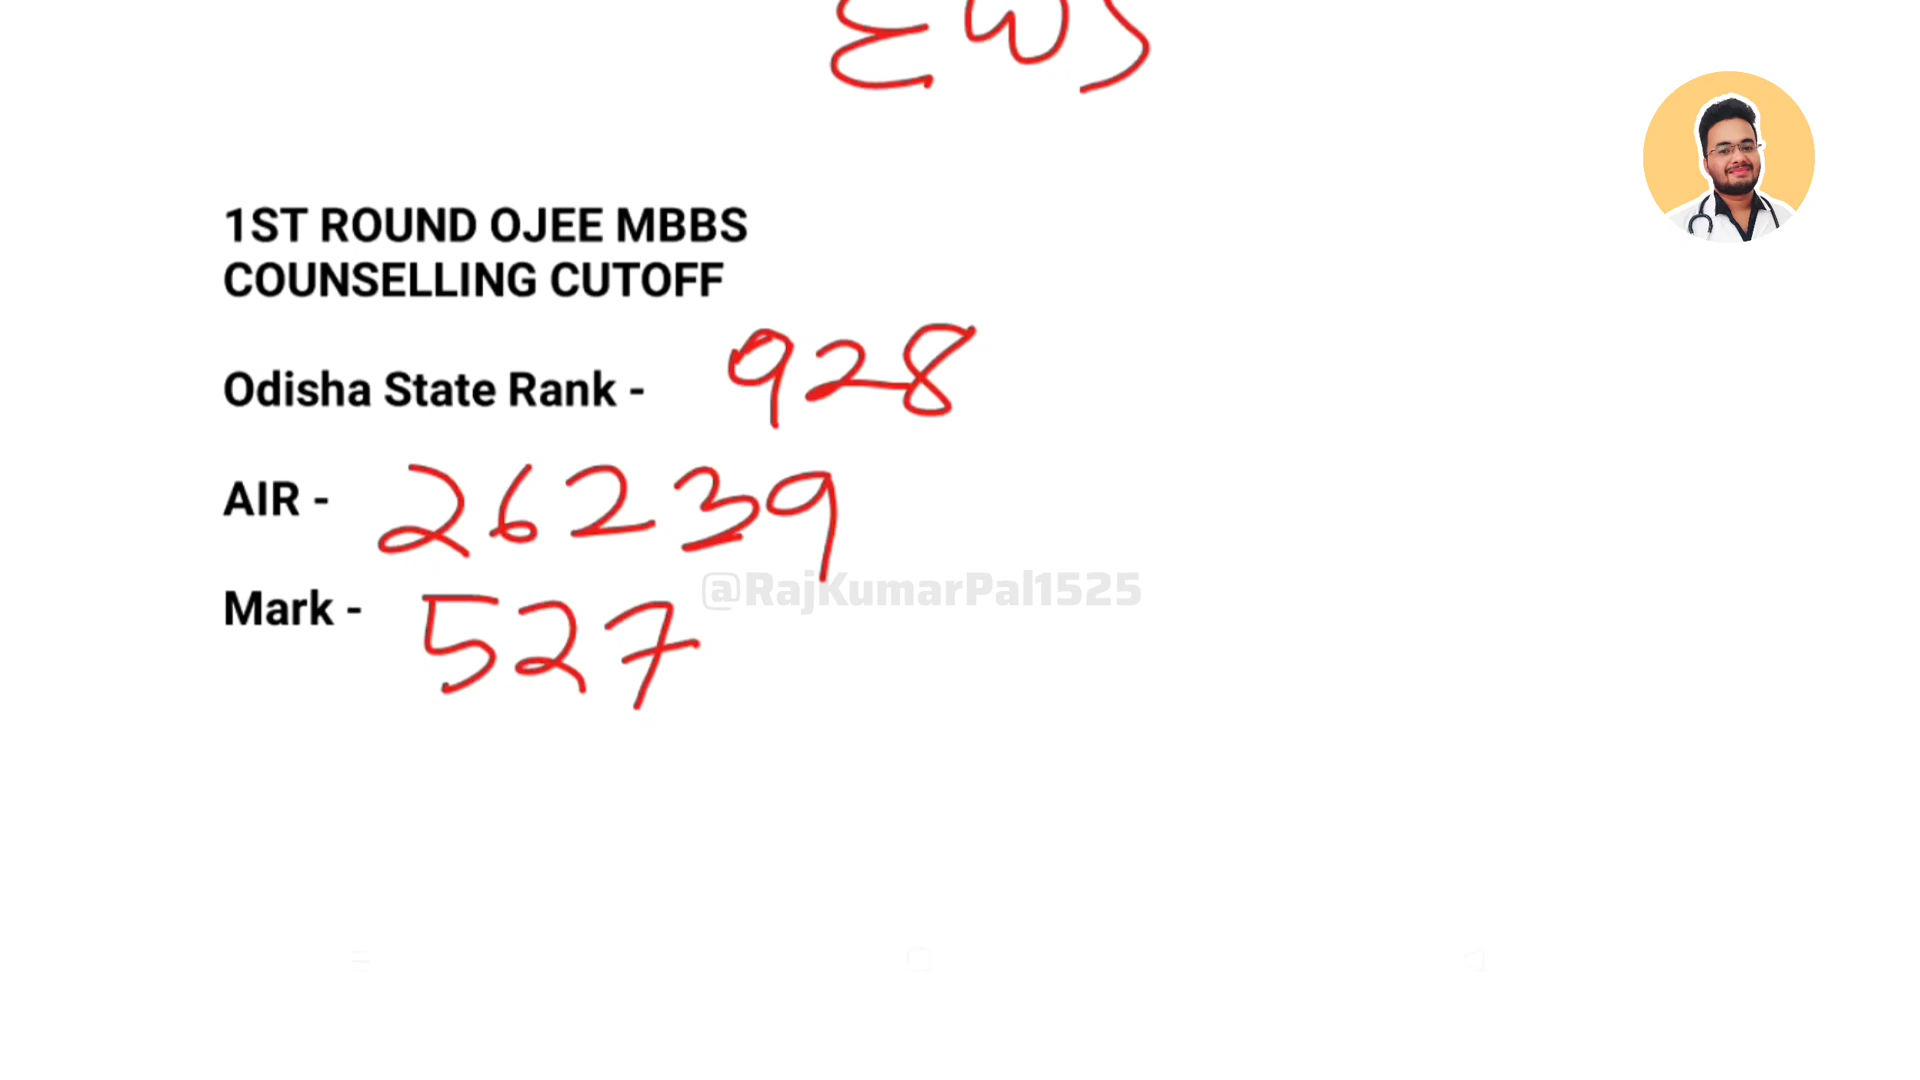 EWS
1ST ROUND OJEE MBBS
COUNSELLING CUTOFF
Odisha State Rank - 928
AIR - 26239
@RajKumarPal1525
Mark - 527